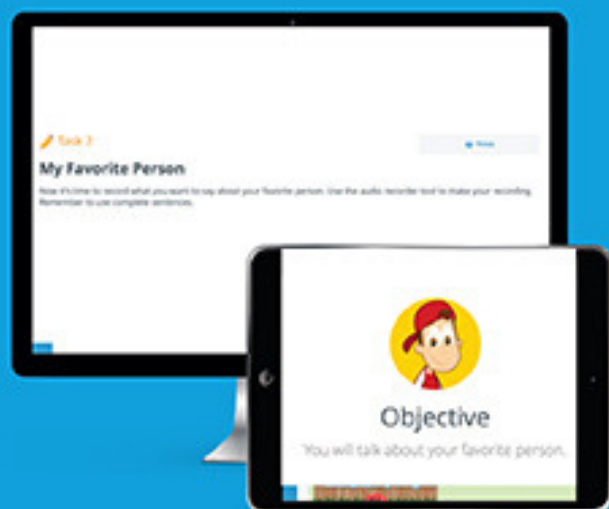 Task 2
My Favorite Person
Now it's time to record what you want to say about your favorite person. Use the audio recorder tool to make your recording.
Remember to use complete sentences.
Objective
You will talk about your favorite person.